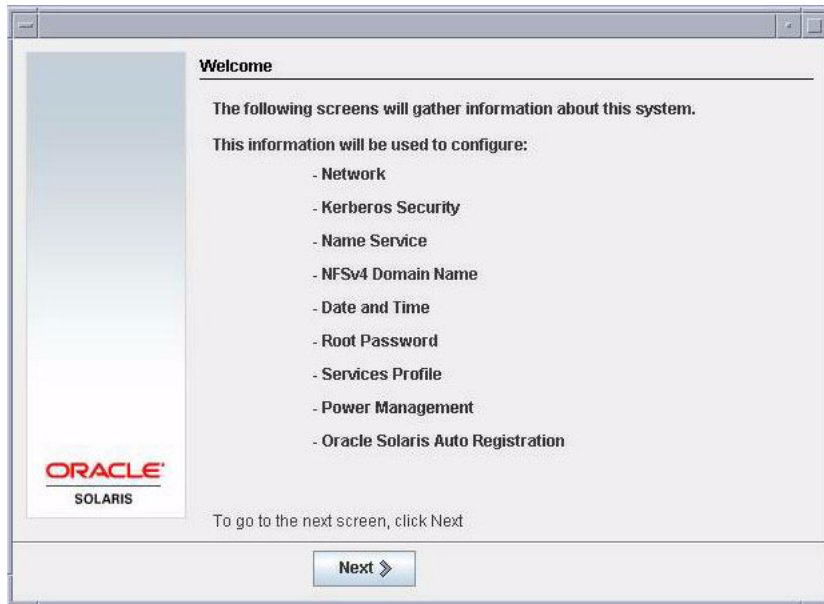 Welcome
The following screens will gather information about this system.
This information will be used to configure:
- Network
- Kerberos Security
- Name Service
- NFSv4 Domain Name
- Date and Time
- Root Password
- Services Profile
- Power Management
- Oracle Solaris Auto Registration
ORACLE
SOLARIS
To go to the next screen, click Next
Next